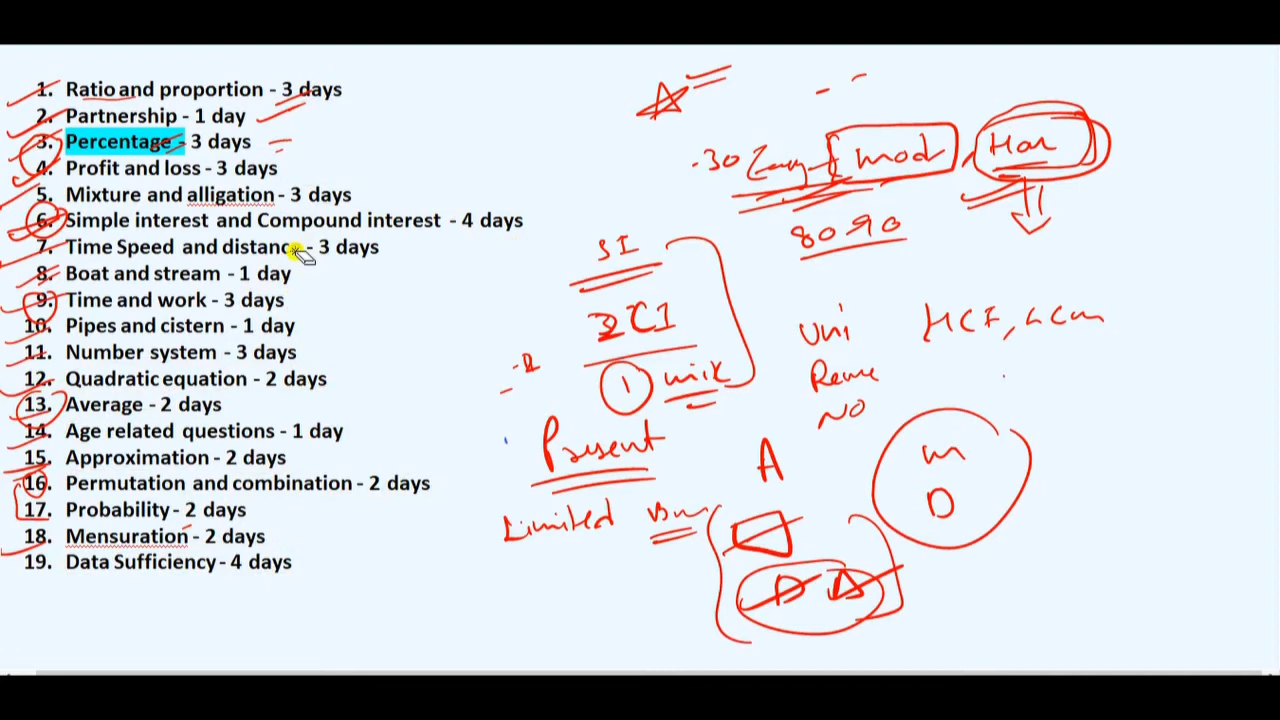 1. Ratio and proportion - 3 days
2. Partnership - 1 day
3. Percentage - 3 days
4. Profit and loss - 3 days
5. Mixture and alligation - 3 days
6. Simple interest and Compound interest - 4 days
7. Time Speed and distance - 3 days
8. Boat and stream - 1 day
9. Time and work - 3 days
10. Pipes and cistern - 1 day
11. Number system - 3 days
12. Quadratic equation - 2 days
13. Average - 2 days
14. Age related questions - 1 day
15. Approximation - 2 days
16. Permutation and combination - 2 days
17. Probability - 2 days
18. Mensuration - 2 days
19. Data Sufficiency - 4 days
30 mod
80 90
SI
CI
1 mix
Present
Limited
A
Uni
NO
HCF, LCM
m
D